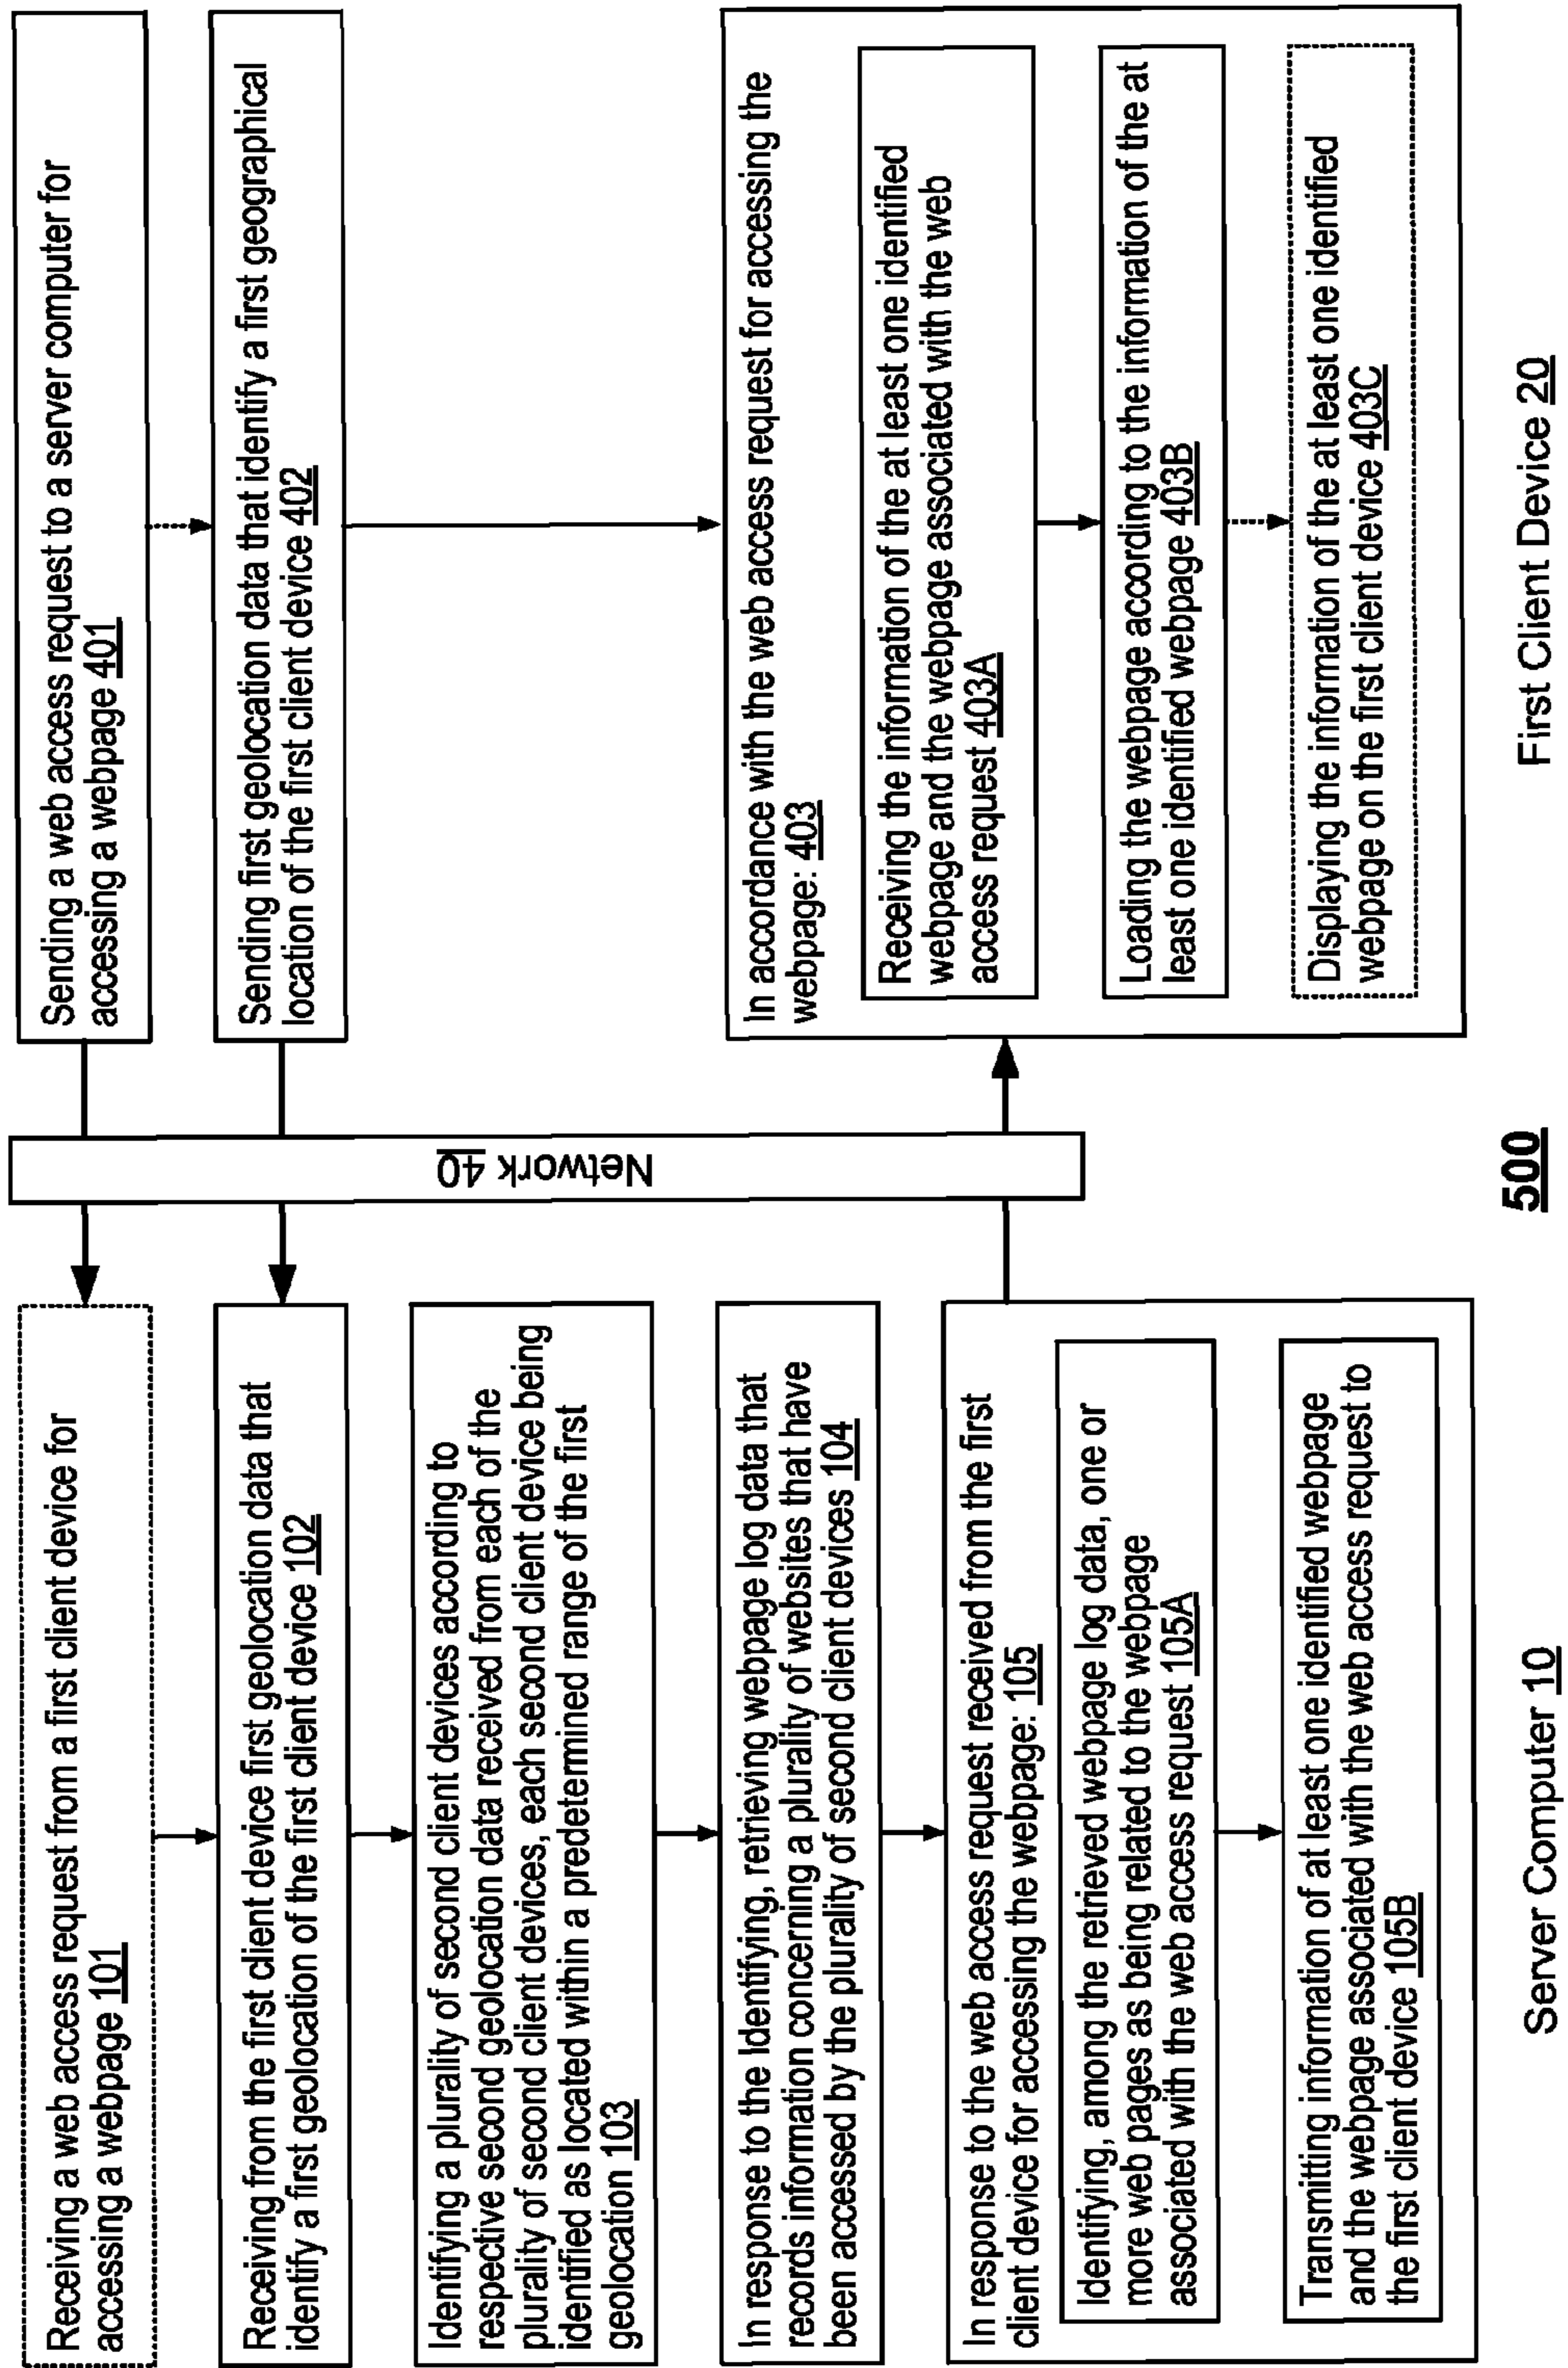 Receiving a web access request from a first client device for
accessing a webpage 101
Receiving from the first client device first geolocation data that
identify a first geolocation of the first client device 102
Identifying a plurality of second client devices according to
respective second geolocation data received from each of the
plurality of second client devices, each second client device being
identified as located within a predetermined range of the first
geolocation 103
In response to the identifying, retrieving webpage log data that
records information concerning a plurality of websites that have
been accessed by the plurality of second client devices 104
In response to the web access request received from the first
client device for accessing the webpage: 105
Identifying, among the retrieved webpage log data, one or
more web pages as being related to the webpage
associated with the web access request 105A
Transmitting information of at least one identified webpage
and the webpage associated with the web access request to
the first client device 105B
Server Computer 10
Network 40
500
Sending a web access request to a server computer for
accessing a webpage 401
Sending first geolocation data that identify a first geographical
location of the first client device 402
In accordance with the web access request for accessing the
webpage: 403
Receiving the information of the at least one identified
webpage and the webpage associated with the web
access request 403A
Loading the webpage according to the information of the at
least one identified webpage 403B
Displaying the information of the at least one identified
webpage on the first client device 403C
First Client Device 20